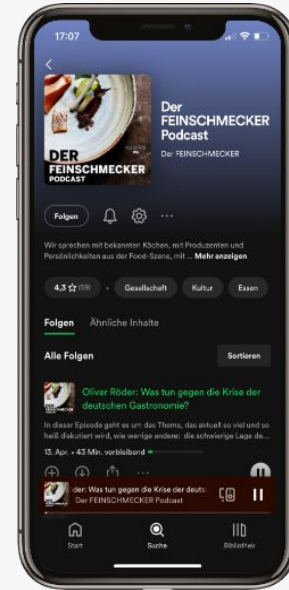 17:07
DER
FEINSCHMECKER
PODCAST
Der
FEINSCHMECKER
Podcast
Der FEINSCHMECKER
Folgen
Wir sprechen mit bekannten Köchen, mit Produzenten und
Persönlichkeiten aus der Food-Szene, mit ... Mehr anzeigen
4,3 ☆ (59) • Gesellschaft Kultur Essen
Folgen Ähnliche Inhalte
Alle Folgen Sortieren
Oliver Röder: Was tun gegen die Krise der
deutschen Gastronomie?
In dieser Episode geht es um das Thema, das aktuell so viel und so
heiß diskutiert wird, wie wenige andere: die schwierige Lage de...
13. Apr. • 43 Min. verbleibend
der: Was tun gegen die Krise der deuts
Der FEINSCHMECKER Podcast
Start Suche Bibliothek